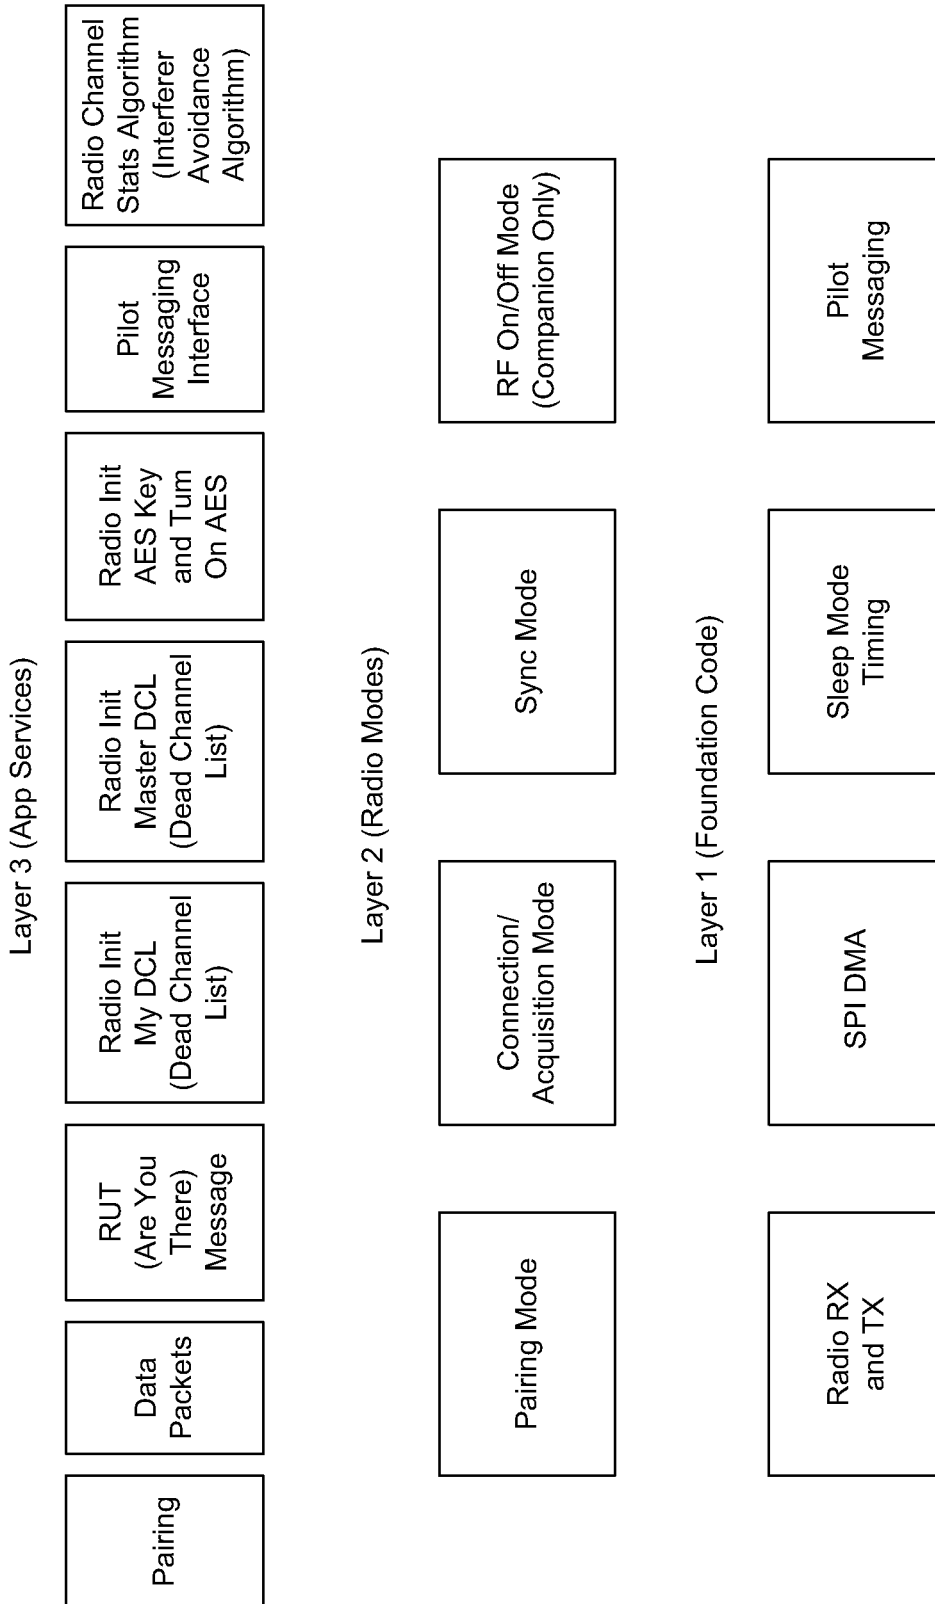 Layer 3 (App Services)
Pairing
Data
Packets
RUT
(Are You
There)
Message
Radio Init
My DCL
(Dead Channel
List)
Radio Init
Master DCL
(Dead Channel
List)
Radio Init
AES Key
and Tum
On AES
Pilot
Messaging
Interface
Radio Channel
Stats Algorithm
(Interferer
Avoidance
Algorithm)
Layer 2 (Radio Modes)
Pairing Mode
Connection/
Acquisition Mode
Sync Mode
RF On/Off Mode
(Companion Only)
Layer 1 (Foundation Code)
Radio RX
and TX
SPI DMA
Sleep Mode
Timing
Pilot
Messaging